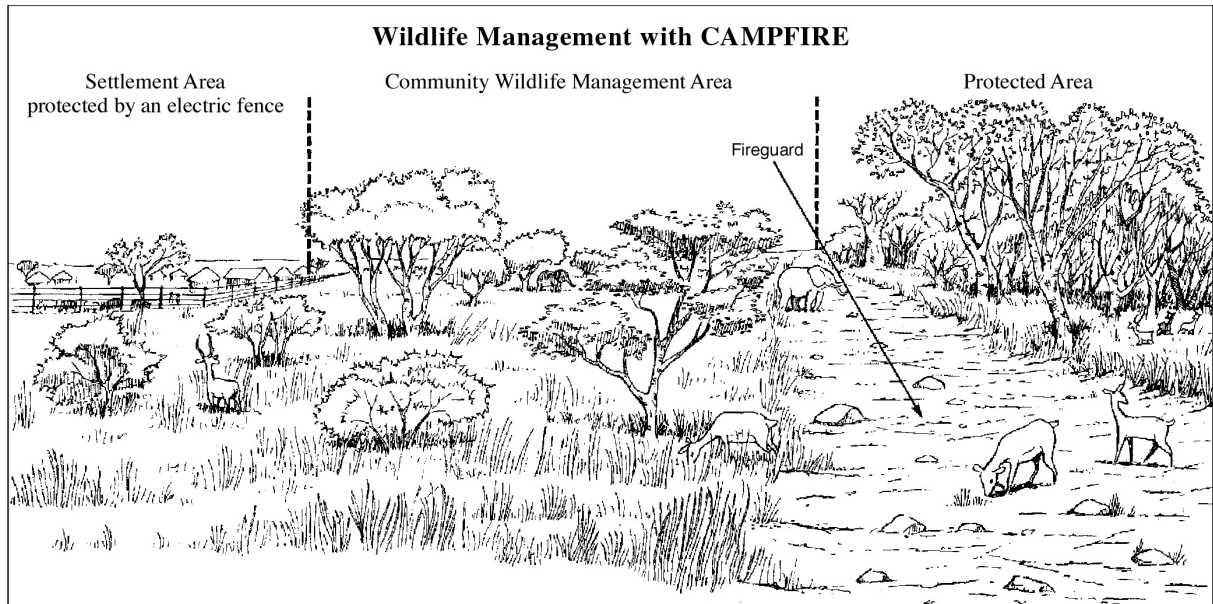 Wildlife Management with CAMPFIRE
Settlement Area
protected by an electric fence
Community Wildlife Management Area
Protected Area
Fireguard